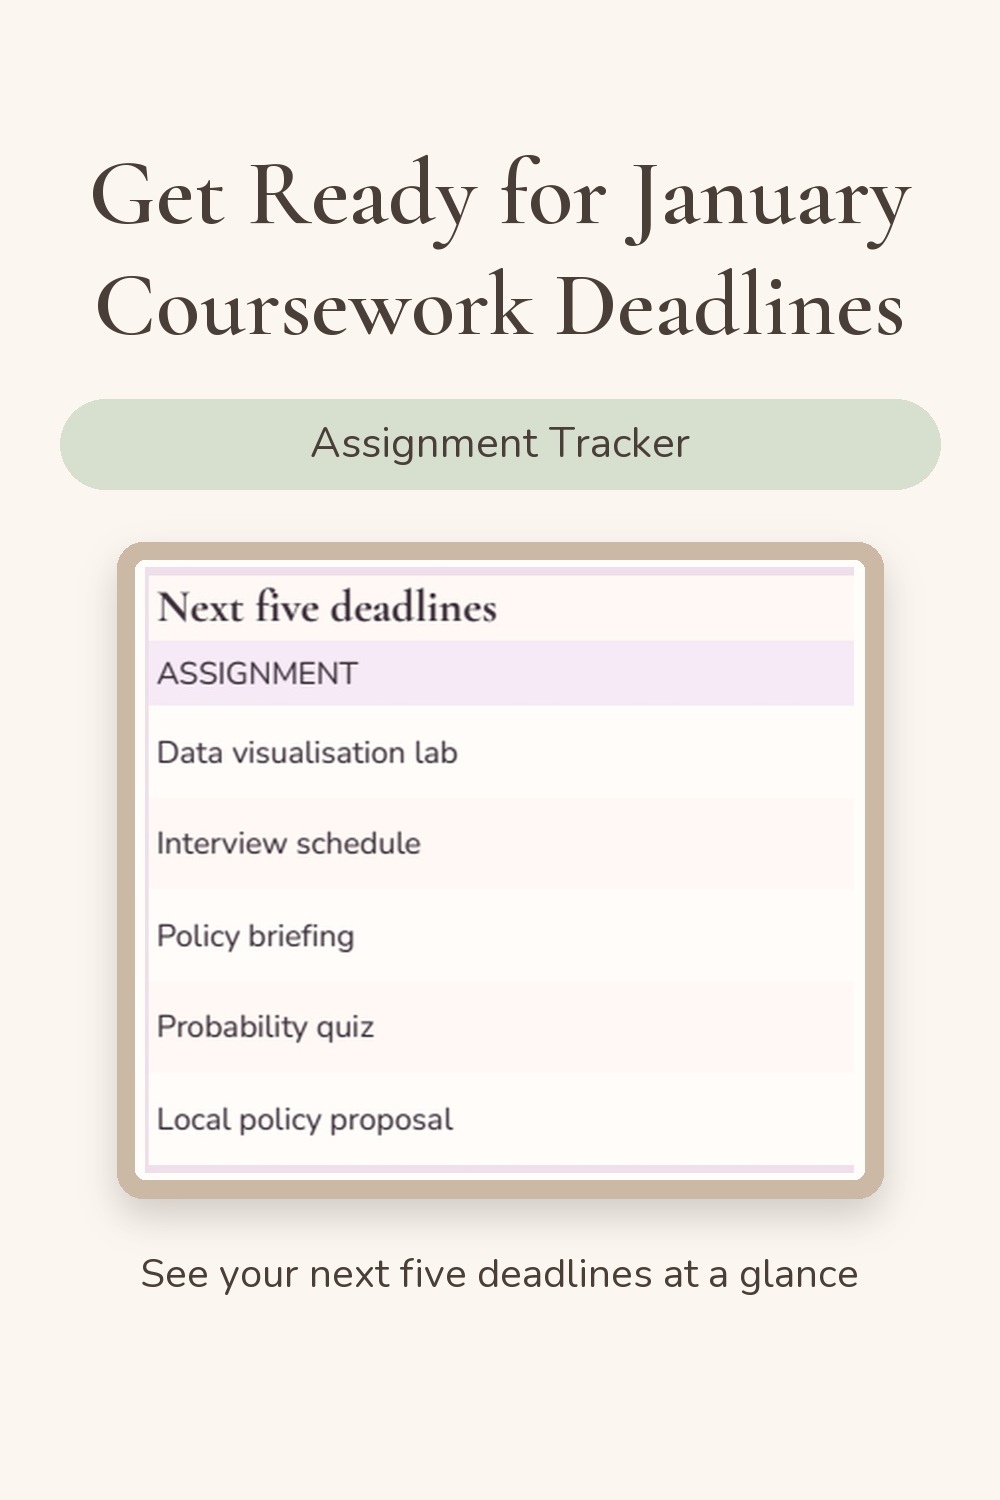 Get Ready for January
Coursework Deadlines
Assignment Tracker
Next five deadlines
ASSIGNMENT
Data visualisation lab
Interview schedule
Policy briefing
Probability quiz
Local policy proposal
See your next five deadlines at a glance